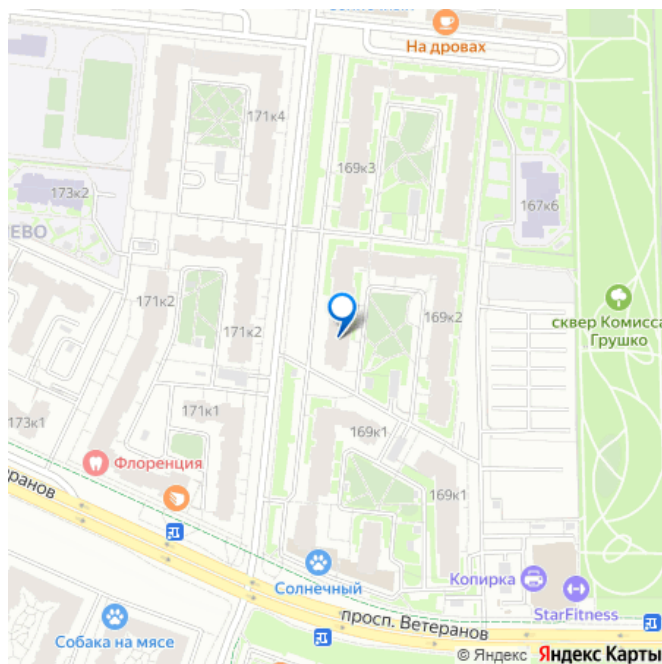 На дровах
171к4
169к3
173к2
167к6
ЕВО
171к2
171к2
169к2
сквер Комисса
Грушко
173к1
171к1
169к1
Флоренция
169к1
теранов
Солнечный
Копирка
StarFitness
просп. Ветеранов
Собака на мясе
© Яндекс Яндекс Карты